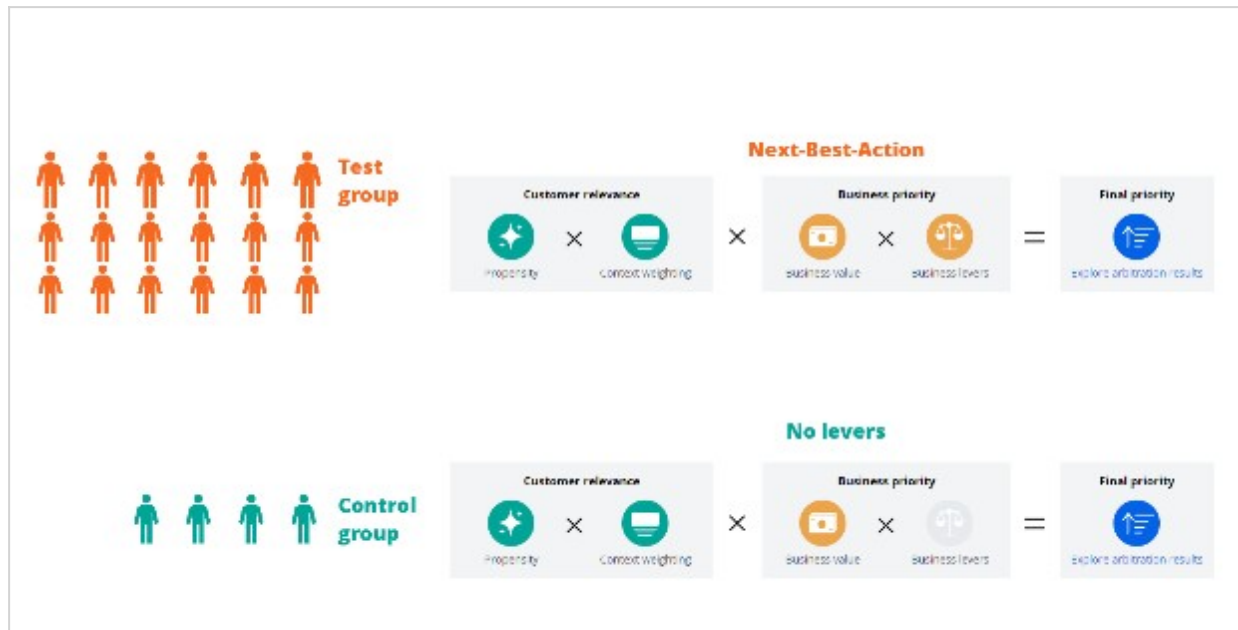 Next-Best-Action
Test
group
Customer relevance
Business priority
Final priority
×
×
×
=
Propensity
Context weighting
Business value
Business levers
Explore arbitration results
No levers
Control
group
Customer relevance
Business priority
Final priority
×
×
×
=
Propensity
Context weighting
Business value
Business levers
Explore arbitration results